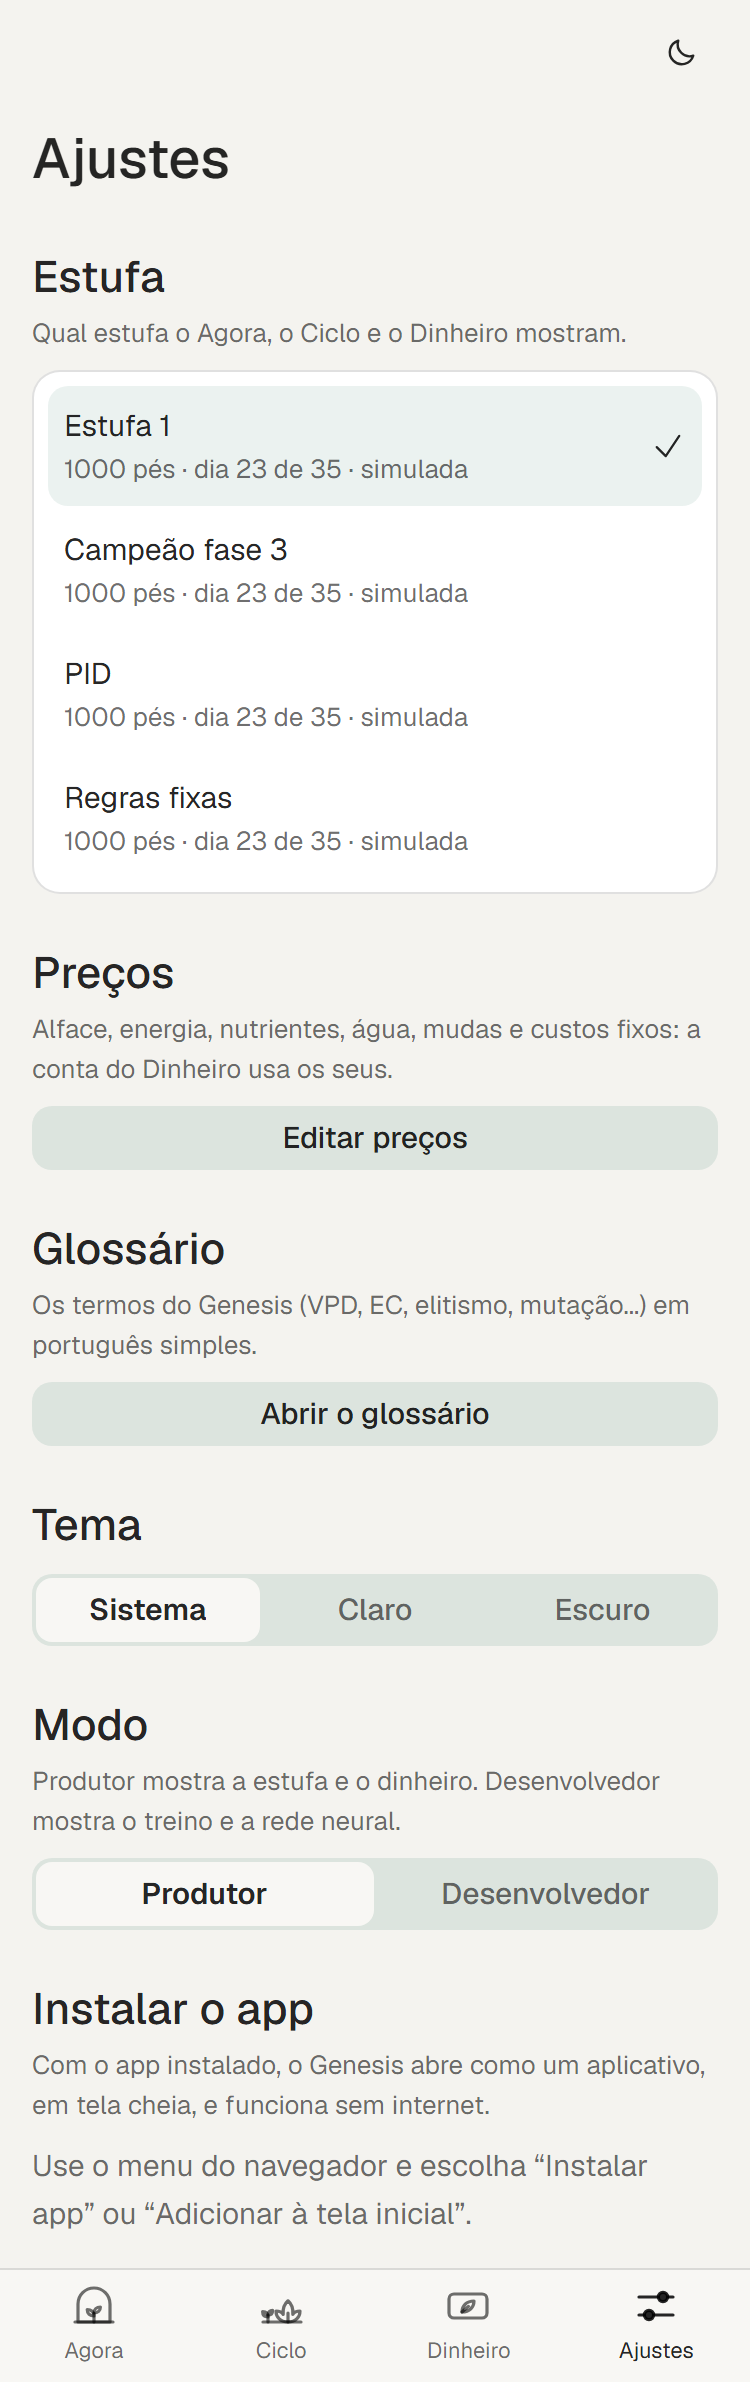 Ajustes
Estufa
Qual estufa o Agora, o Ciclo e o Dinheiro mostram.
Estufa 1
1000 pés · dia 23 de 35 · simulada
Campeão fase 3
1000 pés · dia 23 de 35 · simulada
PID
1000 pés · dia 23 de 35 · simulada
Regras fixas
1000 pés · dia 23 de 35 · simulada
Preços
Alface, energia, nutrientes, água, mudas e custos fixos: a
conta do Dinheiro usa os seus.
Editar preços
Glossário
Os termos do Genesis (VPD, EC, elitismo, mutação...) em
português simples.
Abrir o glossário
Tema
Sistema Claro Escuro
Modo
Produtor mostra a estufa e o dinheiro. Desenvolvedor
mostra o treino e a rede neural.
Produtor Desenvolvedor
Instalar o app
Com o app instalado, o Genesis abre como um aplicativo,
em tela cheia, e funciona sem internet.
Use o menu do navegador e escolha “Instalar
app” ou “Adicionar à tela inicial”.
Agora Ciclo Dinheiro Ajustes